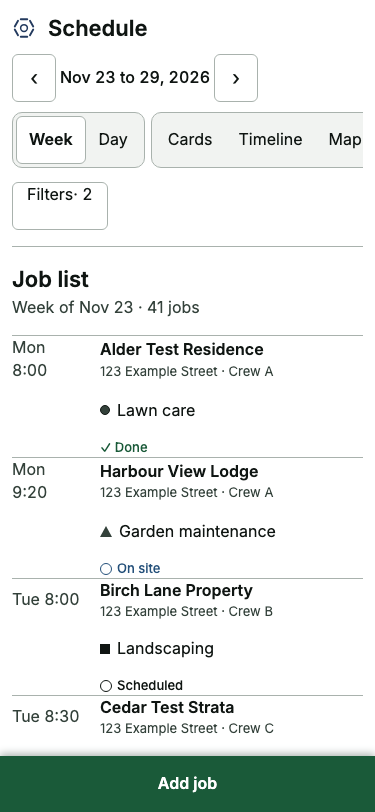 Schedule
‹ Nov 23 to 29, 2026 ›
Week Day Cards Timeline Map
Filters· 2
Job list
Week of Nov 23 · 41 jobs
Mon 8:00
Alder Test Residence
123 Example Street · Crew A
Lawn care
✓ Done
Mon 9:20
Harbour View Lodge
123 Example Street · Crew A
Garden maintenance
On site
Tue 8:00
Birch Lane Property
123 Example Street · Crew B
Landscaping
Scheduled
Tue 8:30
Cedar Test Strata
123 Example Street · Crew C
Add job